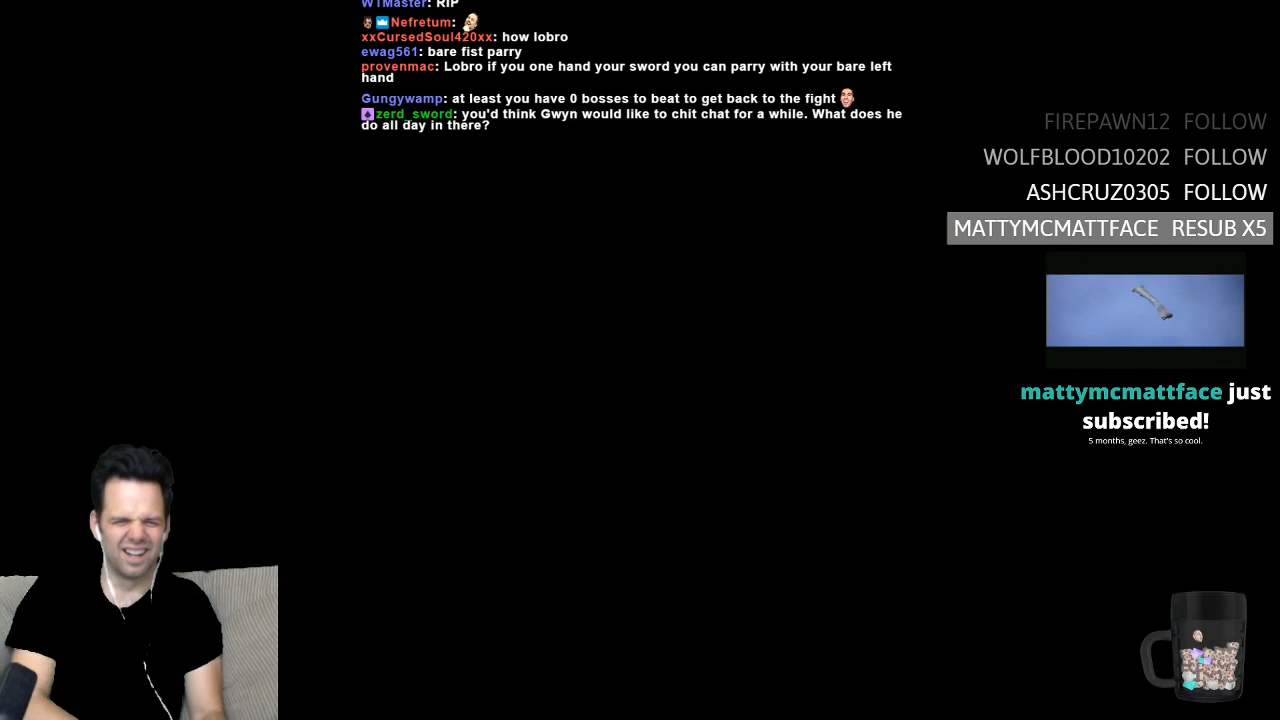 W1Master: RIP
Nefretum:
xxCursedSoul420xx: how lobro
ewag561: bare fist parry
provenmac: Lobro if you one hand your sword you can parry with your bare left
hand
Gungywamp: at least you have 0 bosses to beat to get back to the fight
zerd_sword: you'd think Gwyn would like to chit chat for a while. What does he
do all day in there?
FIREPAWN12 FOLLOW
WOLFBLOOD10202 FOLLOW
ASHCRUZ0305 FOLLOW
MATTYMCMATTFACE RESUB X5
mattymcmattface just
subscribed!
5 months, geez. That's so cool.